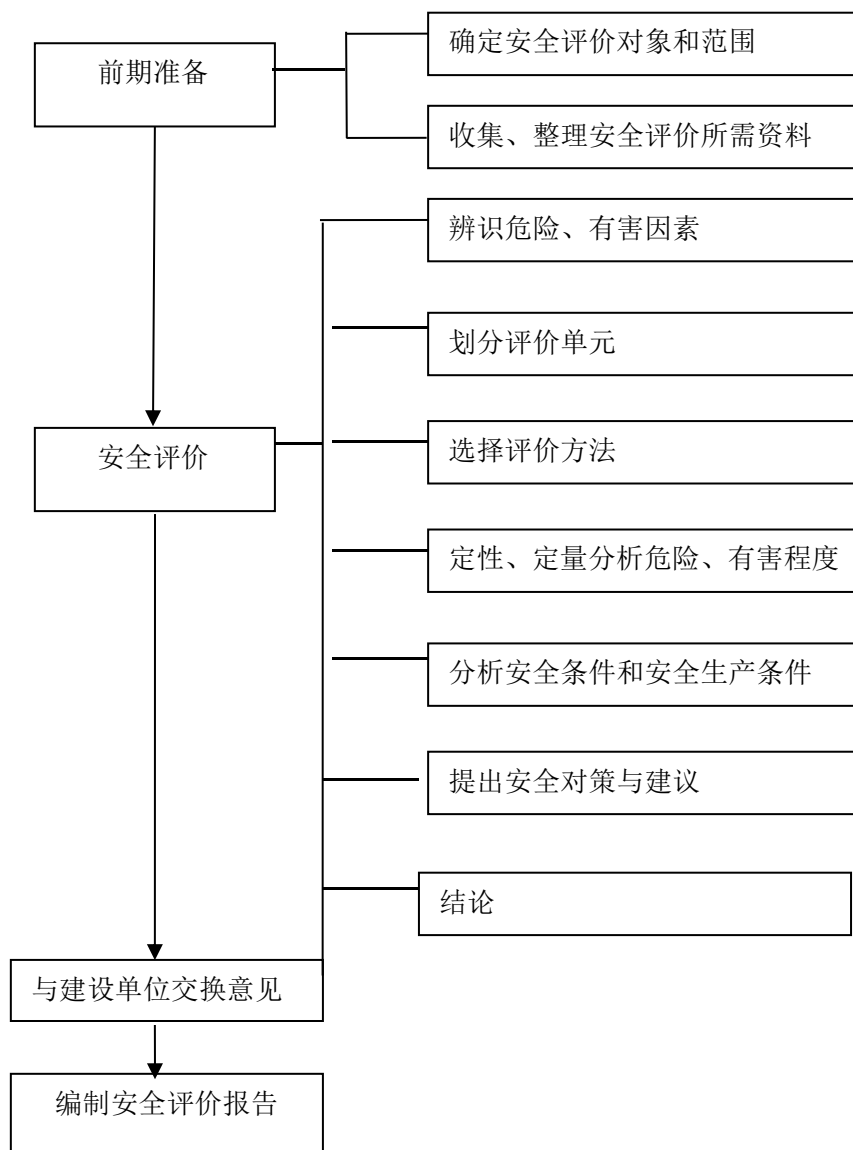 确定安全评价对象和范围
前期准备
收集、整理安全评价所需资料
辨识危险、有害因素
划分评价单元
安全评价
选择评价方法
定性、定量分析危险、有害程度
分析安全条件和安全生产条件
提出安全对策与建议
结论
与建设单位交换意见
编制安全评价报告